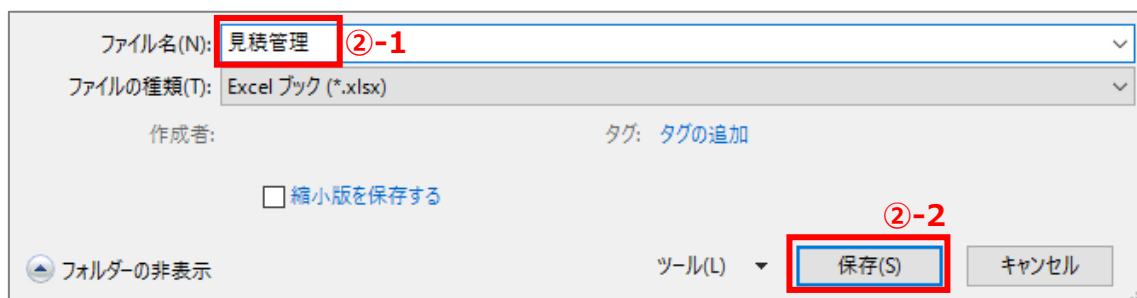 ファイル名(N): 見積管理 ②-1
ファイルの種類(T): Excel ブック (*.xlsx)
作成者: タグ: タグの追加
縮小版を保存する
②-2
フォルダーの非表示 ツール(L) 保存(S) キャンセル